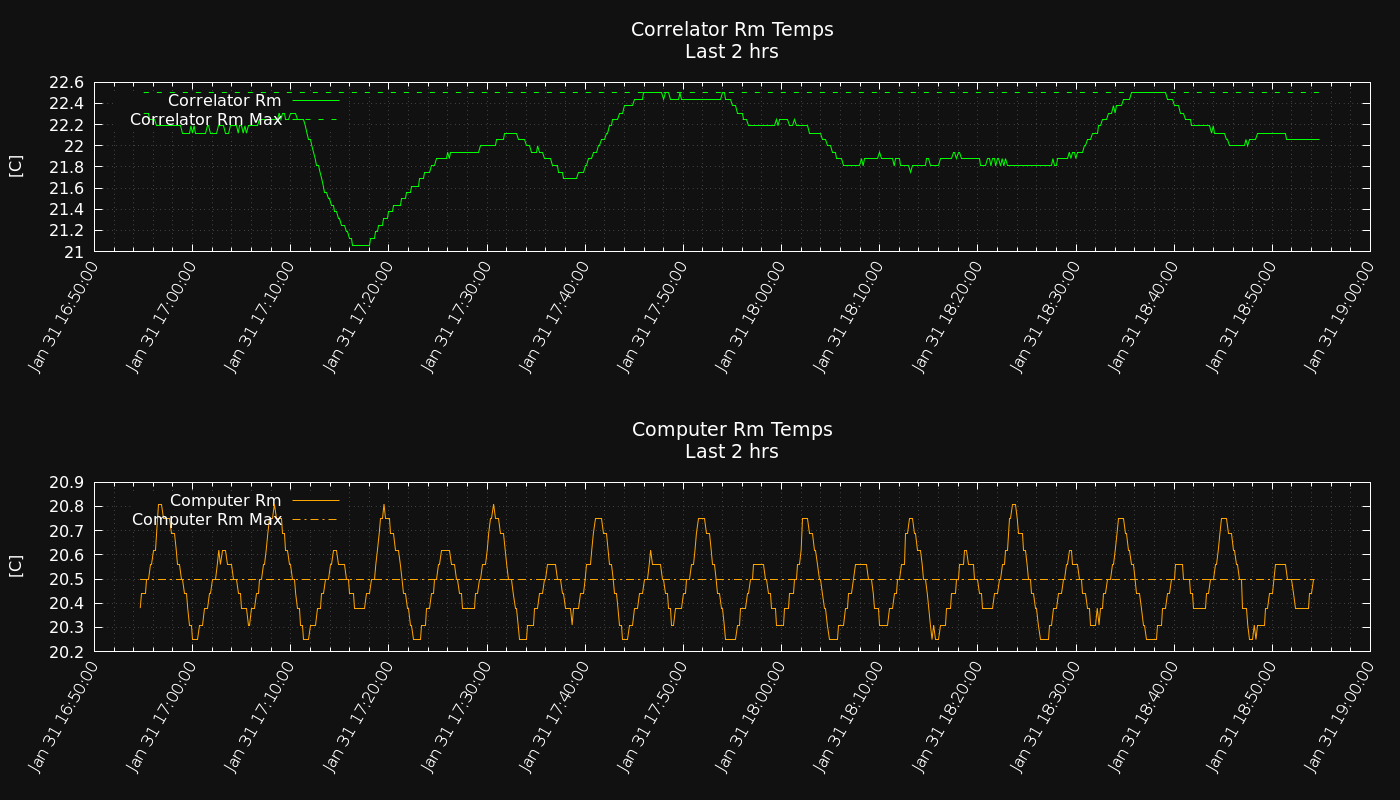 Correlator Rm Temps
Last 2 hrs
22.6
22.4
22.2
22
21.8
21.6
21.4
21.2
21
[C]
Correlator Rm
Correlator Rm Max
Jan 31 16:50:00
Jan 31 17:00:00
Jan 31 17:10:00
Jan 31 17:20:00
Jan 31 17:30:00
Jan 31 17:40:00
Jan 31 17:50:00
Jan 31 18:00:00
Jan 31 18:10:00
Jan 31 18:20:00
Jan 31 18:30:00
Jan 31 18:40:00
Jan 31 18:50:00
Jan 31 19:00:00
Computer Rm Temps
Last 2 hrs
20.9
20.8
20.7
20.6
20.5
20.4
20.3
20.2
[C]
Computer Rm
Computer Rm Max
Jan 31 16:50:00
Jan 31 17:00:00
Jan 31 17:10:00
Jan 31 17:20:00
Jan 31 17:30:00
Jan 31 17:40:00
Jan 31 17:50:00
Jan 31 18:00:00
Jan 31 18:10:00
Jan 31 18:20:00
Jan 31 18:30:00
Jan 31 18:40:00
Jan 31 18:50:00
Jan 31 19:00:00